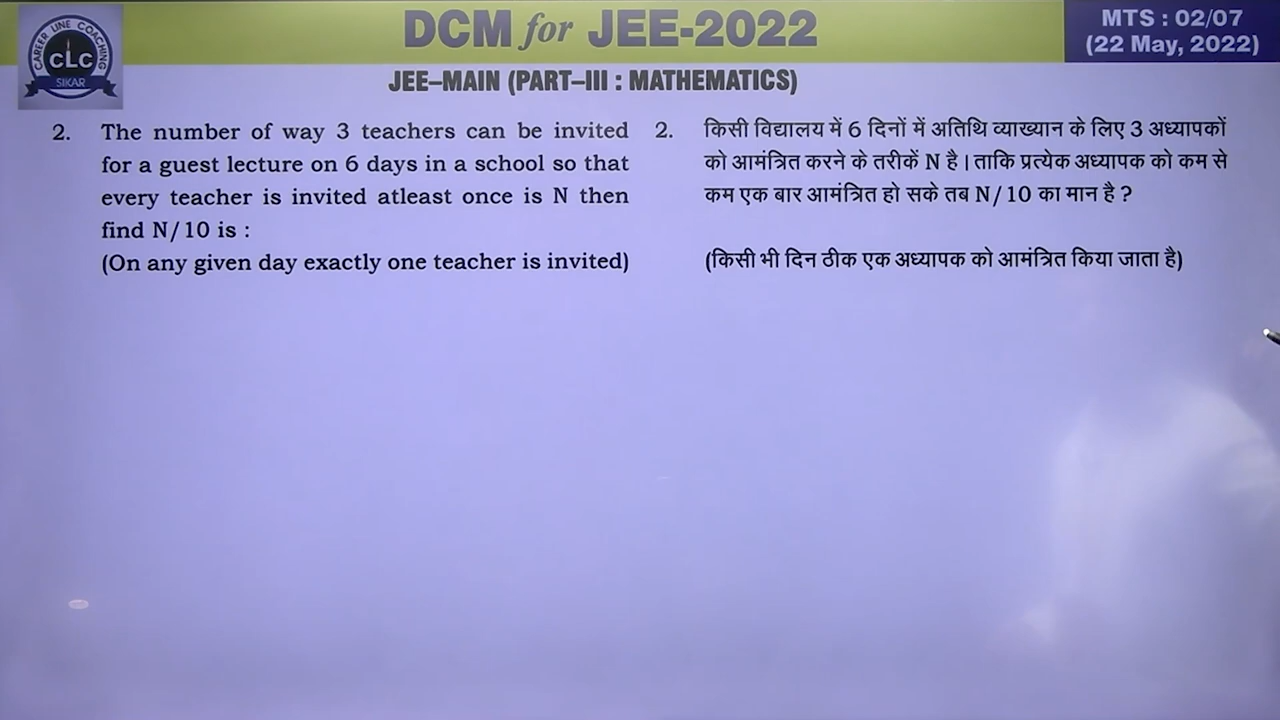 CAREER LINE COACHING
CLC
SIKAR
DCM for JEE-2022
MTS : 02/07
(22 May, 2022)
JEE–MAIN (PART–III : MATHEMATICS)
2. The number of way 3 teachers can be invited
for a guest lecture on 6 days in a school so that
every teacher is invited atleast once is N then
find N/10 is :
(On any given day exactly one teacher is invited)
2. किसी विद्यालय में 6 दिनों में अतिथि व्याख्यान के लिए 3 अध्यापकों
को आमंत्रित करने के तरीकें N है। ताकि प्रत्येक अध्यापक को कम से
कम एक बार आमंत्रित हो सके तब N/10 का मान है ?
(किसी भी दिन ठीक एक अध्यापक को आमंत्रित किया जाता है)